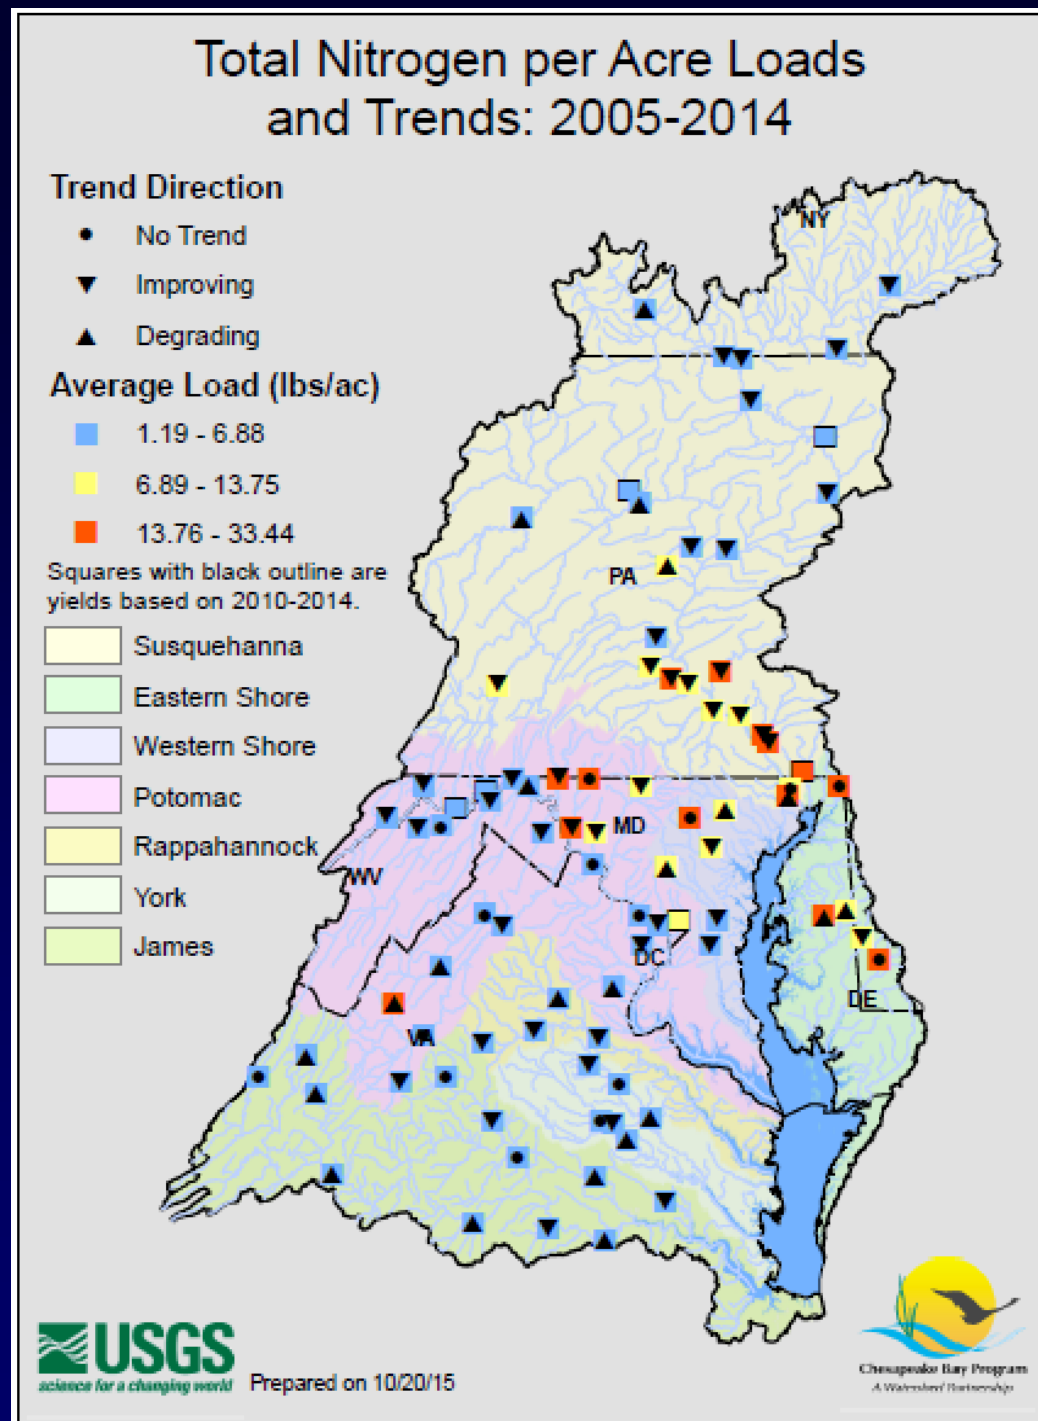 Total Nitrogen per Acre Loads
and Trends: 2005-2014
Trend Direction
No Trend
Improving
Degrading
Average Load (lbs/ac)
1.19 - 6.88
6.89 - 13.75
13.76 - 33.44
Squares with black outline are
yields based on 2010-2014.
Susquehanna
Eastern Shore
Western Shore
Potomac
Rappahannock
York
James
NY
PA
MD
WV
DC
DE
VA
USGS
science for a changing world
Prepared on 10/20/15
Chesapeake Bay Program
A Watershed Partnership